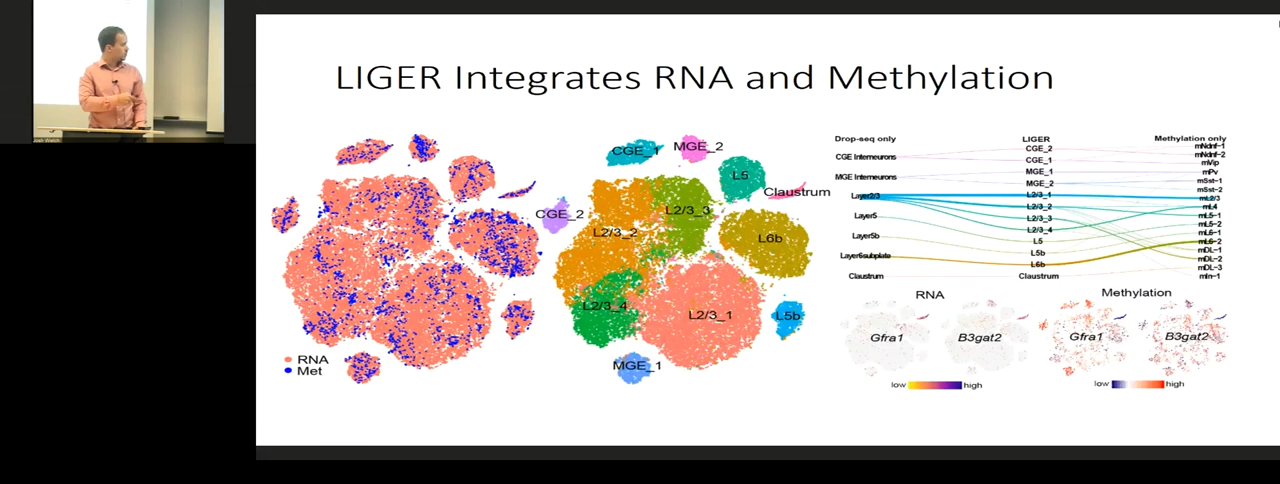 Josh Welch
LIGER Integrates RNA and Methylation
RNA
Met
CGE_1
MGE_2
L5
Claustrum
CGE_2
L2/3_3
L2/3_2
L6b
L2/3_4
L2/3_1
L5b
MGE_1
Drop-seq only
CGE Interneurons
MGE Interneurons
Layer2/3
Layer5
Layer5b
Layer6subplate
Claustrum
LIGER
CGE_2
CGE_1
MGE_1
MGE_2
L2/3_1
L2/3_2
L2/3_3
L2/3_4
L5
L5b
L6b
Claustrum
Methylation only
mNdnf-1
mNdnf-2
mVip
mPv
mSst-1
mSst-2
mL2/3
mL4
mL5-1
mL5-2
mL6-1
mL6-2
mDL-1
mDL-2
mDL-3
mIn-1
RNA
Gfra1
B3gat2
low
high
Methylation
Gfra1
B3gat2
low
high